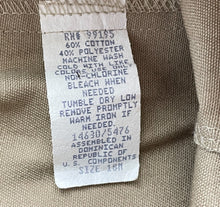 RN# 99195
60% COTTON
40% POLYESTER
MACHINE WASH
COLD WITH LIKE
COLORS USE ONLY
NON-CHLORINE
BLEACH WHEN
NEEDED
TUMBLE DRY LOW
REMOVE PROMPTLY
WARM IRON IF
NEEDED
14630/5476
ASSEMBLED IN
DOMINICAN
REPUBLIC OF
U.S. COMPONENTS
SIZE 18M